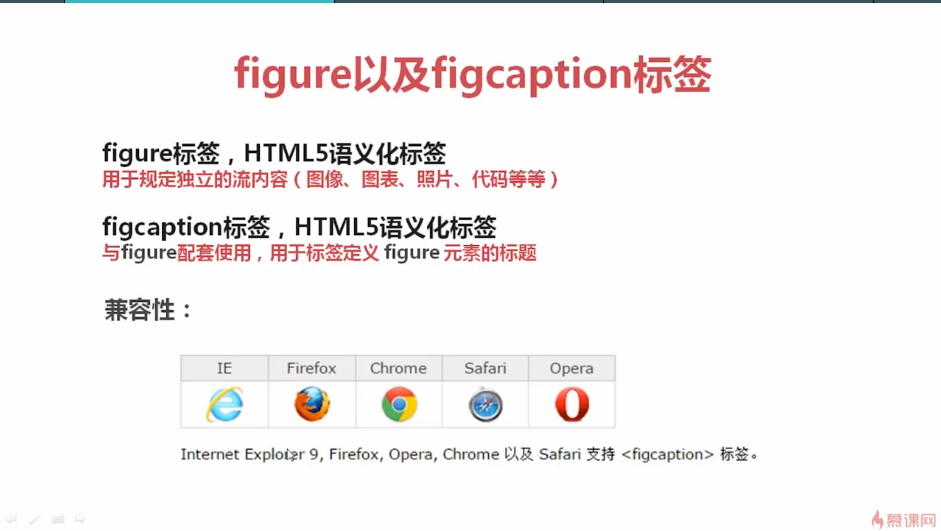 figure以及figcaption标签
figure标签，HTML5语义化标签
用于规定独立的流内容（图像、图表、照片、代码等等）
figcaption标签，HTML5语义化标签
与figure配套使用，用于标签定义 figure 元素的标题
兼容性：
IE Firefox Chrome Safari Opera
Internet Explorer 9, Firefox, Opera, Chrome 以及 Safari 支持 <figcaption> 标签。
慕课网